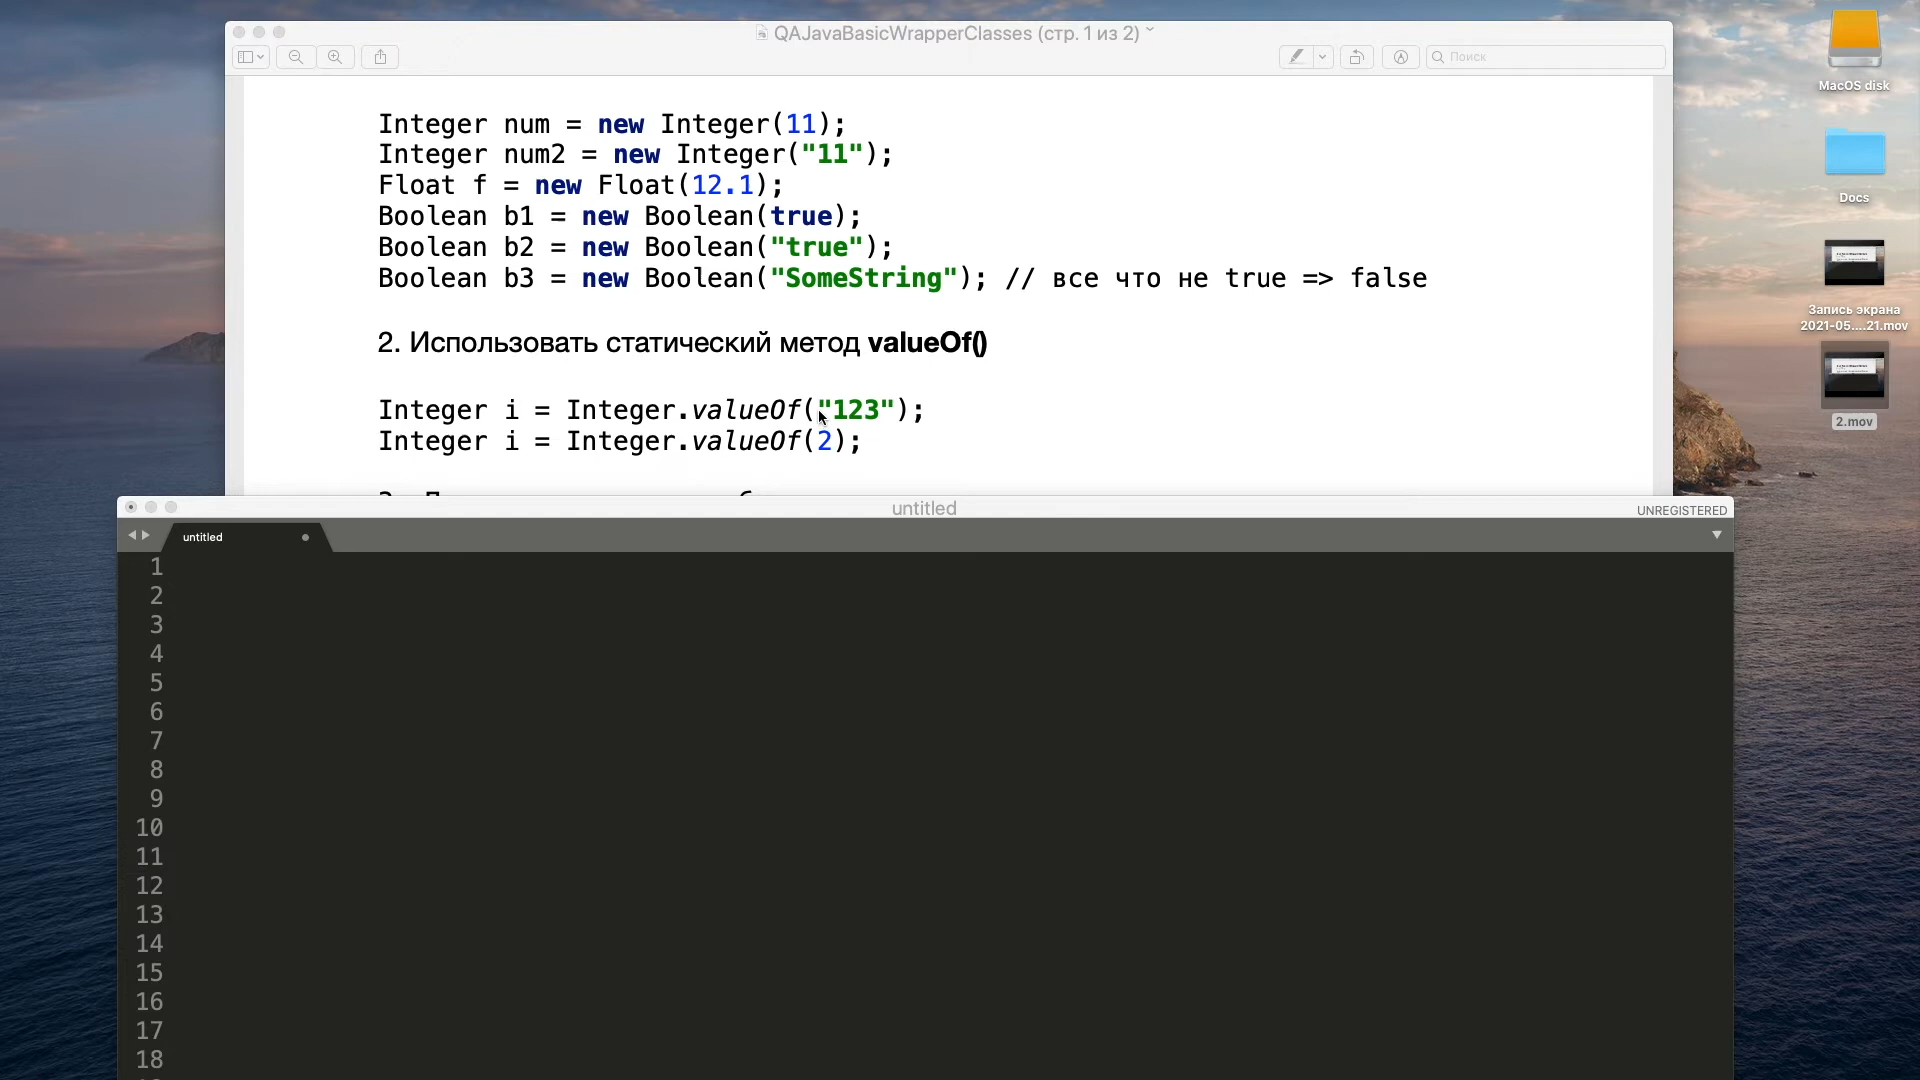 QAJavaBasicWrapperClasses (стр. 1 из 2)
Поиск
Integer num = new Integer(11);
Integer num2 = new Integer("11");
Float f = new Float(12.1);
Boolean b1 = new Boolean(true);
Boolean b2 = new Boolean("true");
Boolean b3 = new Boolean("SomeString"); // все что не true => false
2. Использовать статический метод valueOf()
Integer i = Integer.valueOf("123");
Integer i = Integer.valueOf(2);
MacOS disk
Docs
Запись экрана
2021-05....21.mov
2.mov
untitled
UNREGISTERED
untitled
1
2
3
4
5
6
7
8
9
10
11
12
13
14
15
16
17
18